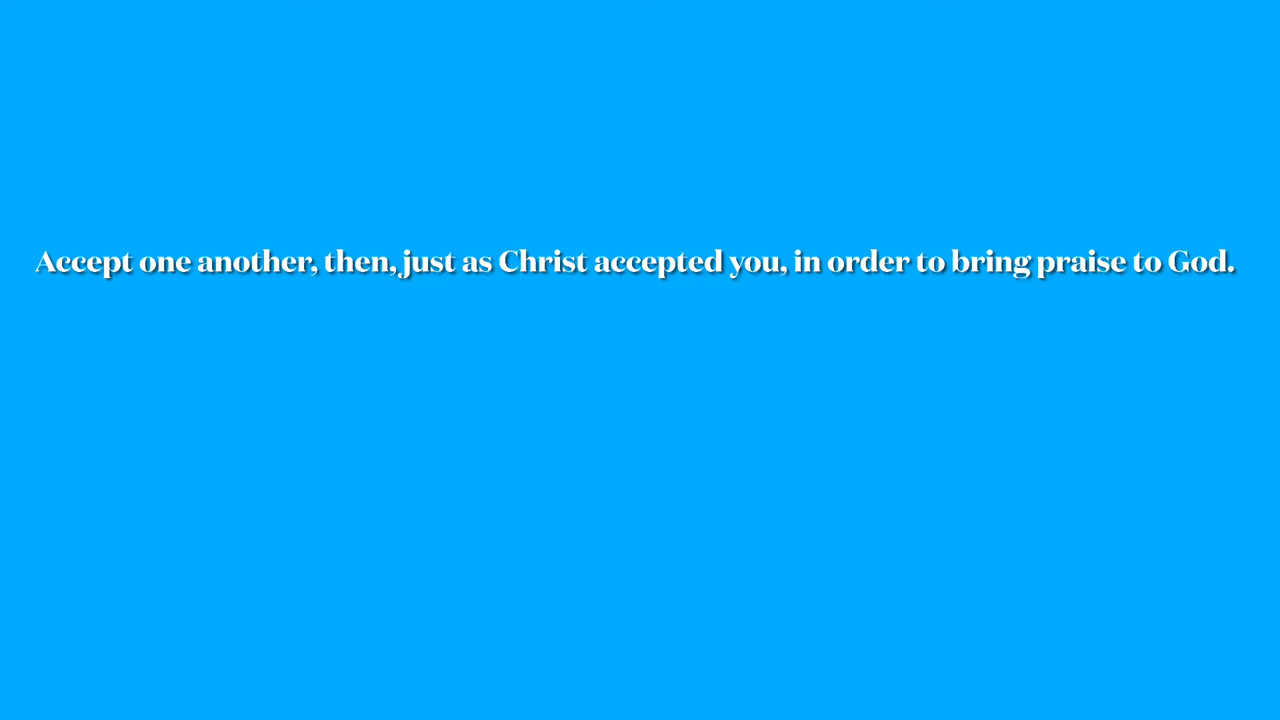 Accept one another, then, just as Christ accepted you, in order to bring praise to God.